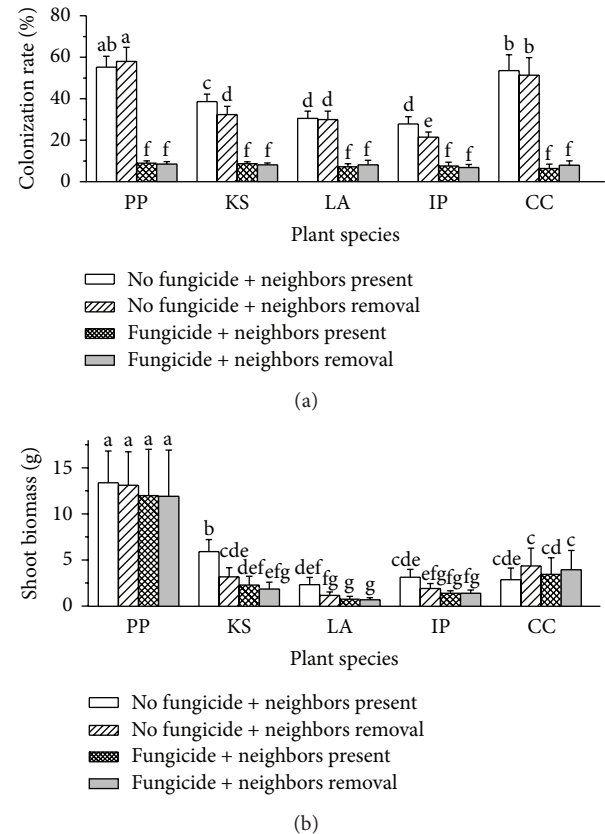 Colonization rate (%)
80
60
40
20
0
ab a f f c d f f d d f f d e f f b b f f
PP KS LA IP CC
Plant species
No fungicide + neighbors present
No fungicide + neighbors removal
Fungicide + neighbors present
Fungicide + neighbors removal
(a)
Shoot biomass (g)
15
10
5
0
a a a a b cde def efg def fg g g cde efg fg fg cde c cd c
PP KS LA IP CC
Plant species
No fungicide + neighbors present
No fungicide + neighbors removal
Fungicide + neighbors present
Fungicide + neighbors removal
(b)